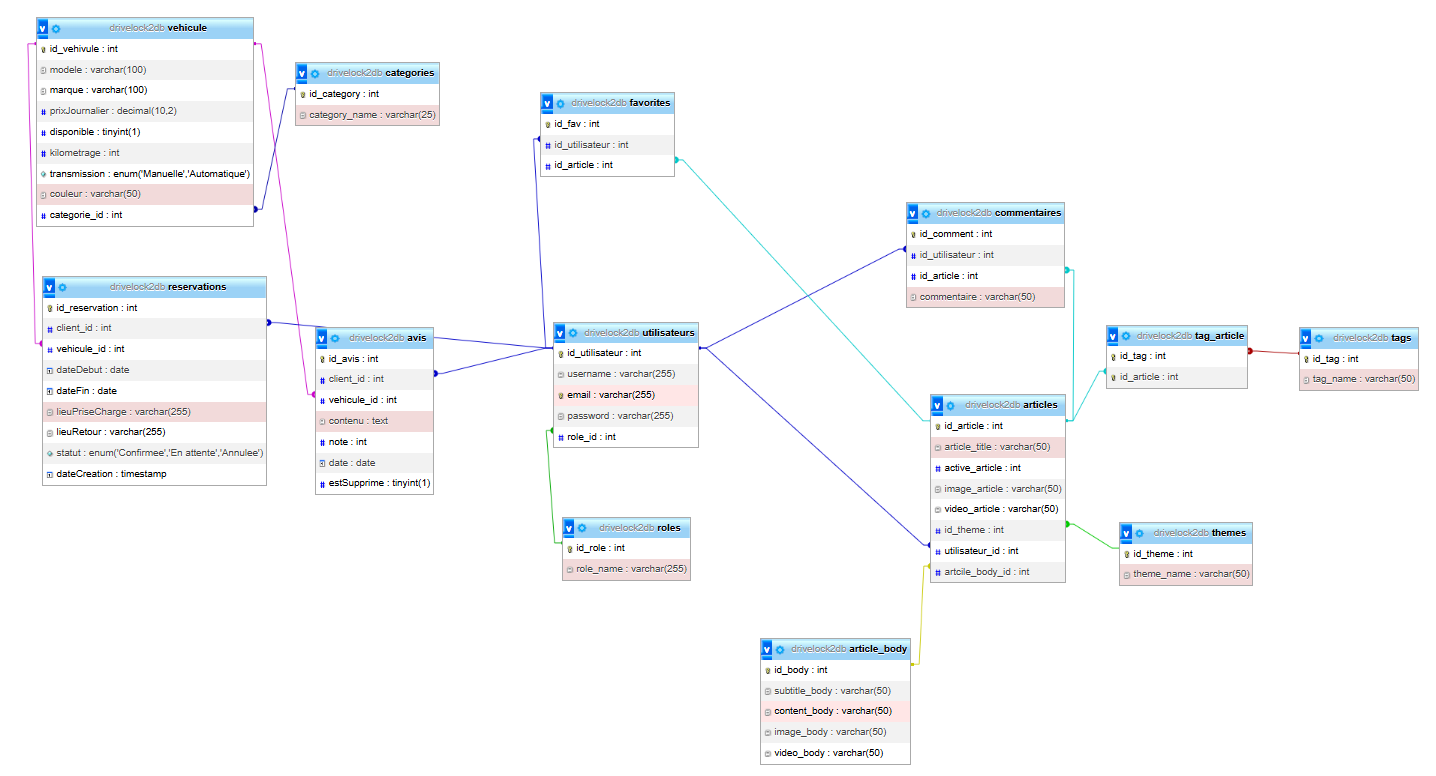 drivelock2db vehicule
id_vehivule : int
modele : varchar(100)
marque : varchar(100)
prixJournalier : decimal(10,2)
disponible : tinyint(1)
kilometrage : int
transmission : enum('Manuelle','Automatique')
couleur : varchar(50)
categorie_id : int
drivelock2db categories
id_category : int
category_name : varchar(25)
drivelock2db favorites
id_fav : int
id_utilisateur : int
id_article : int
drivelock2db commentaires
id_comment : int
id_utilisateur : int
id_article : int
commentaire : varchar(50)
drivelock2db reservations
id_reservation : int
client_id : int
vehicule_id : int
dateDebut : date
dateFin : date
lieuPriseCharge : varchar(255)
lieuRetour : varchar(255)
statut : enum('Confirmee','En attente','Annulee')
dateCreation : timestamp
drivelock2db avis
id_avis : int
client_id : int
vehicule_id : int
contenu : text
note : int
date : date
estSupprime : tinyint(1)
drivelock2db utilisateurs
id_utilisateur : int
username : varchar(255)
email : varchar(255)
password : varchar(255)
role_id : int
drivelock2db tag_article
id_tag : int
id_article : int
drivelock2db tags
id_tag : int
tag_name : varchar(50)
drivelock2db articles
id_article : int
article_title : varchar(50)
active_article : int
image_article : varchar(50)
video_article : varchar(50)
id_theme : int
utilisateur_id : int
artcile_body_id : int
drivelock2db roles
id_role : int
role_name : varchar(255)
drivelock2db themes
id_theme : int
theme_name : varchar(50)
drivelock2db article_body
id_body : int
subtitle_body : varchar(50)
content_body : varchar(50)
image_body : varchar(50)
video_body : varchar(50)